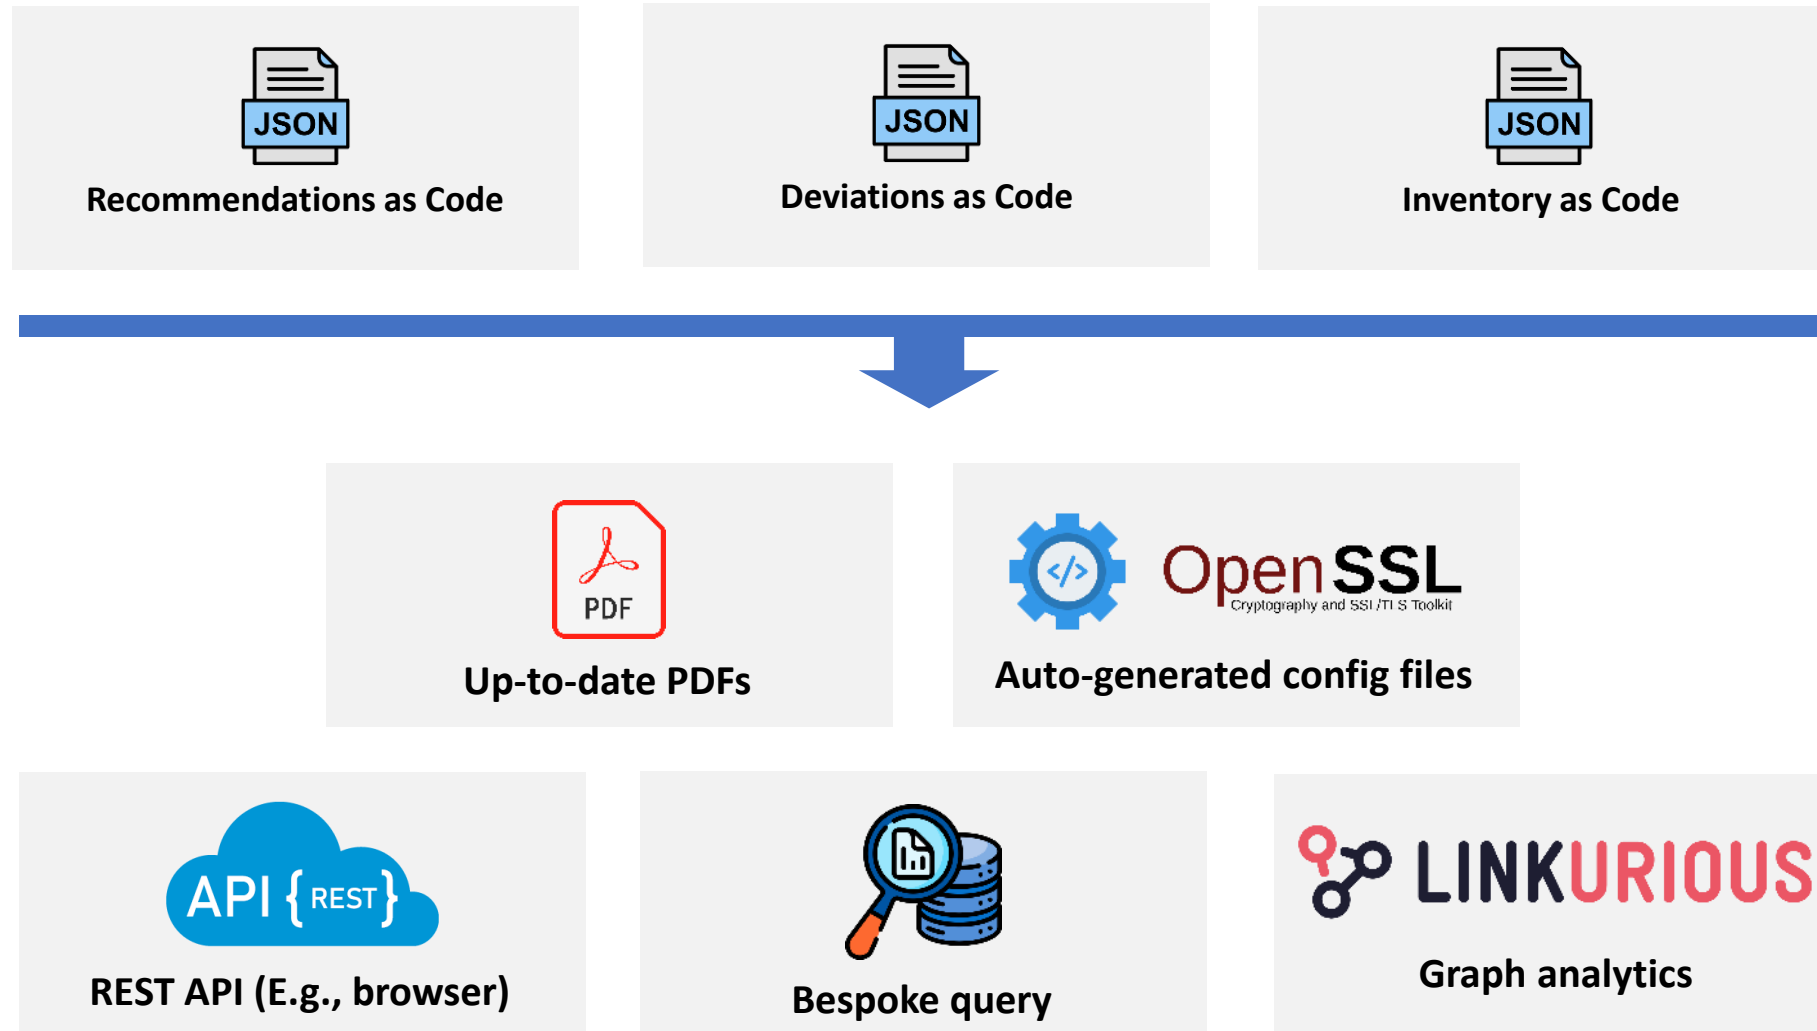 JSON
Recommendations as Code
JSON
Deviations as Code
JSON
Inventory as Code
PDF
Up-to-date PDFs
</>
OpenSSL
Cryptography and SSL/TLS Toolkit
Auto-generated config files
API {REST}
REST API (E.g., browser)
Bespoke query
LINKURIOUS
Graph analytics